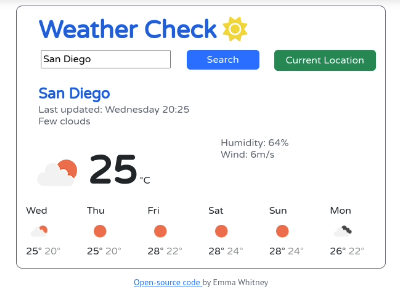 Weather Check
San Diego
Search
Current Location
San Diego
Last updated: Wednesday 20:25
Few clouds
Humidity: 64%
Wind: 6m/s
25 °C
Wed Thu Fri Sat Sun Mon
25° 20° 25° 20° 28° 22° 28° 24° 28° 24° 26° 22°
Open-source code by Emma Whitney